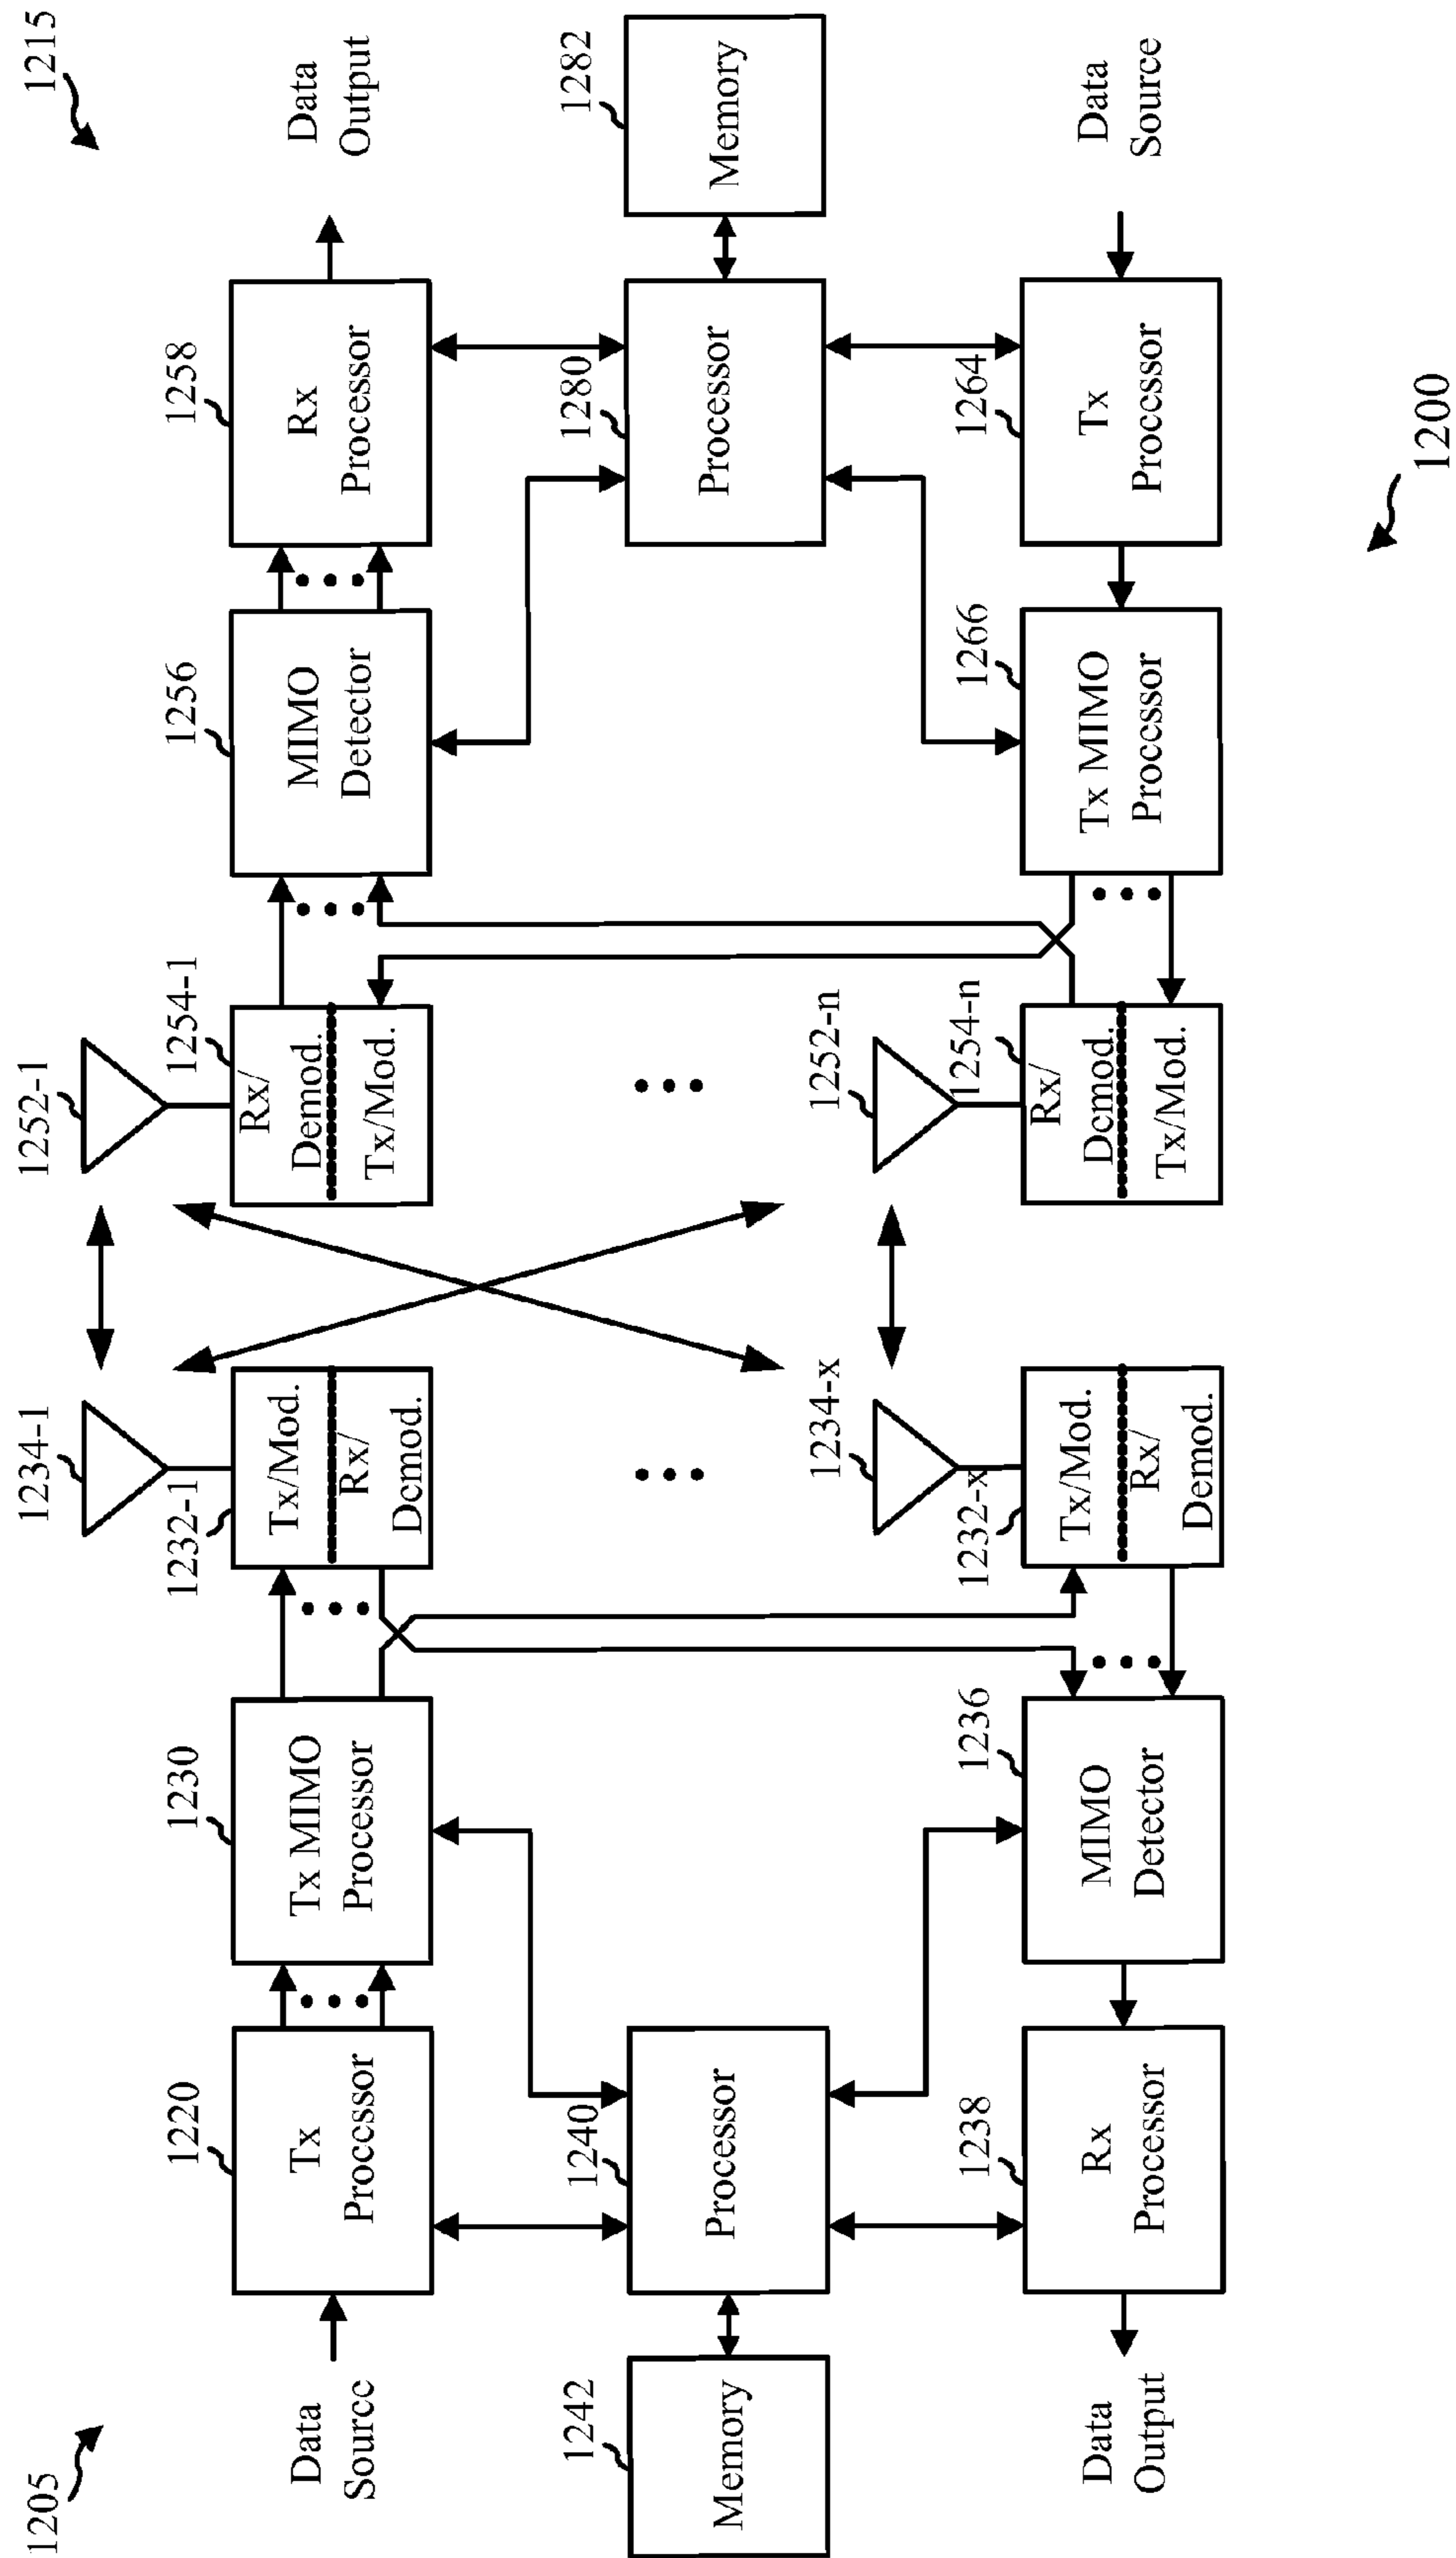 1205
1215
1234-1
1252-1
1220
1230
1232-1
1254-1
1256
1258
Data
Source
Tx
Processor
Tx MIMO
Processor
Tx/Mod.
Rx/
Demod.
Rx/
Demod.
Tx/Mod.
MIMO
Detector
Rx
Processor
Data
Output
1242
Memory
1240
Processor
1280
Processor
1282
Memory
1234-x
1252-n
1238
1236
1232-x
1254-n
1266
1264
Data
Output
Rx
Processor
MIMO
Detector
Tx/Mod.
Rx/
Demod.
Rx/
Demod.
Tx/Mod.
Tx MIMO
Processor
Tx
Processor
Data
Source
1200